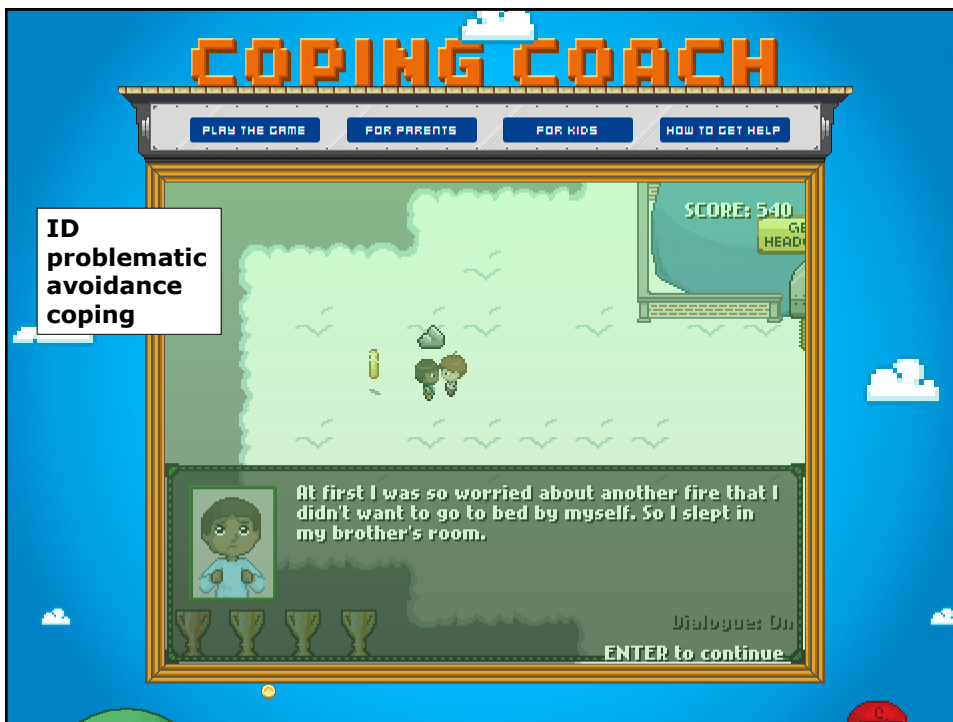 COPING COACH
PLAY THE GAME
FOR PARENTS
FOR KIDS
HOW TO GET HELP
ID
problematic
avoidance
coping
SCORE: 540
At first I was so worried about another fire that I
didn't want to go to bed by myself. So I slept in
my brother's room.
Dialogue: On
ENTER to continue